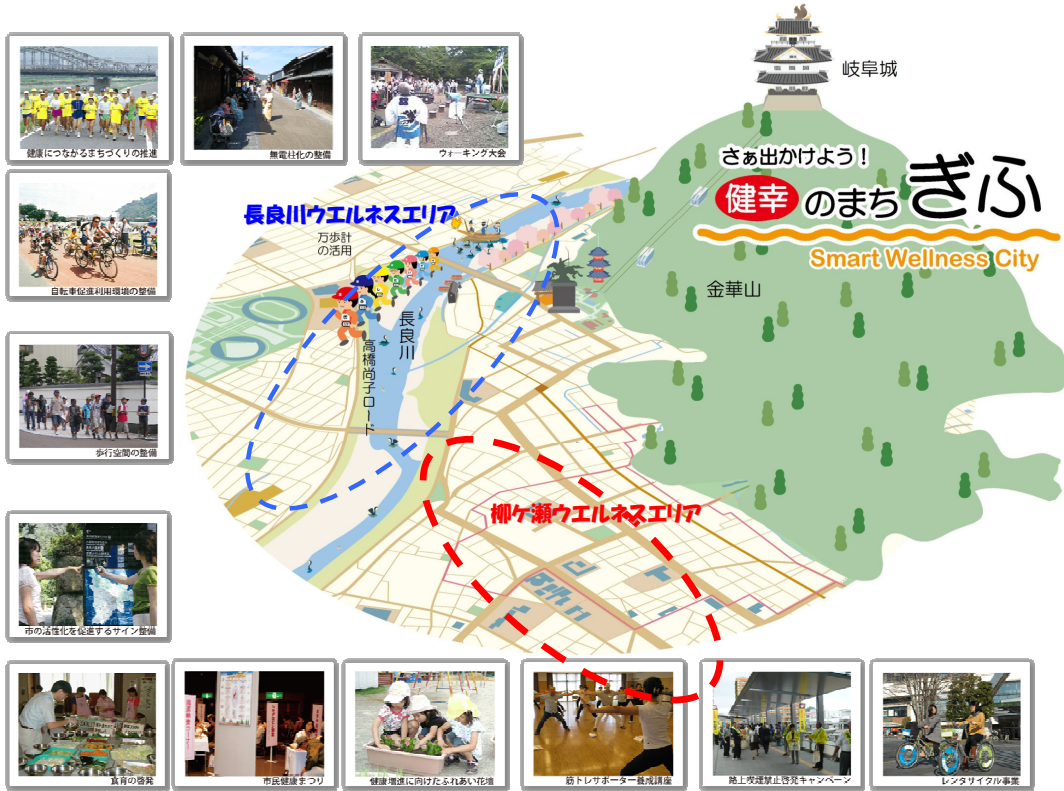 健康につながるまちづくりの推進
無電柱化の整備
ウォーキング大会
岐阜城
さぁ出かけよう！
健幸のまちぎふ
Smart Wellness City
自転車促進利用環境の整備
長良川ウエルネスエリア
万歩計
の活用
金華山
長良川
高橋尚子ロード
歩行空間の整備
柳ケ瀬ウエルネスエリア
市の活性化を促進するサイン整備
食育の啓発
市民健康まつり
健康増進に向けたふれあい花壇
筋トレサポーター養成講座
路上喫煙禁止啓発キャンペーン
レンタサイクル事業